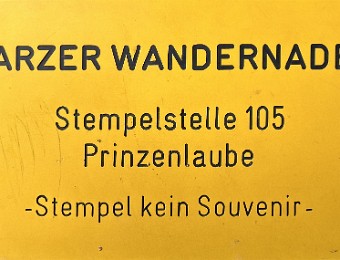 ARZER WANDERNADE
Stempelstelle 105
Prinzenlaube
-Stempel kein Souvenir-